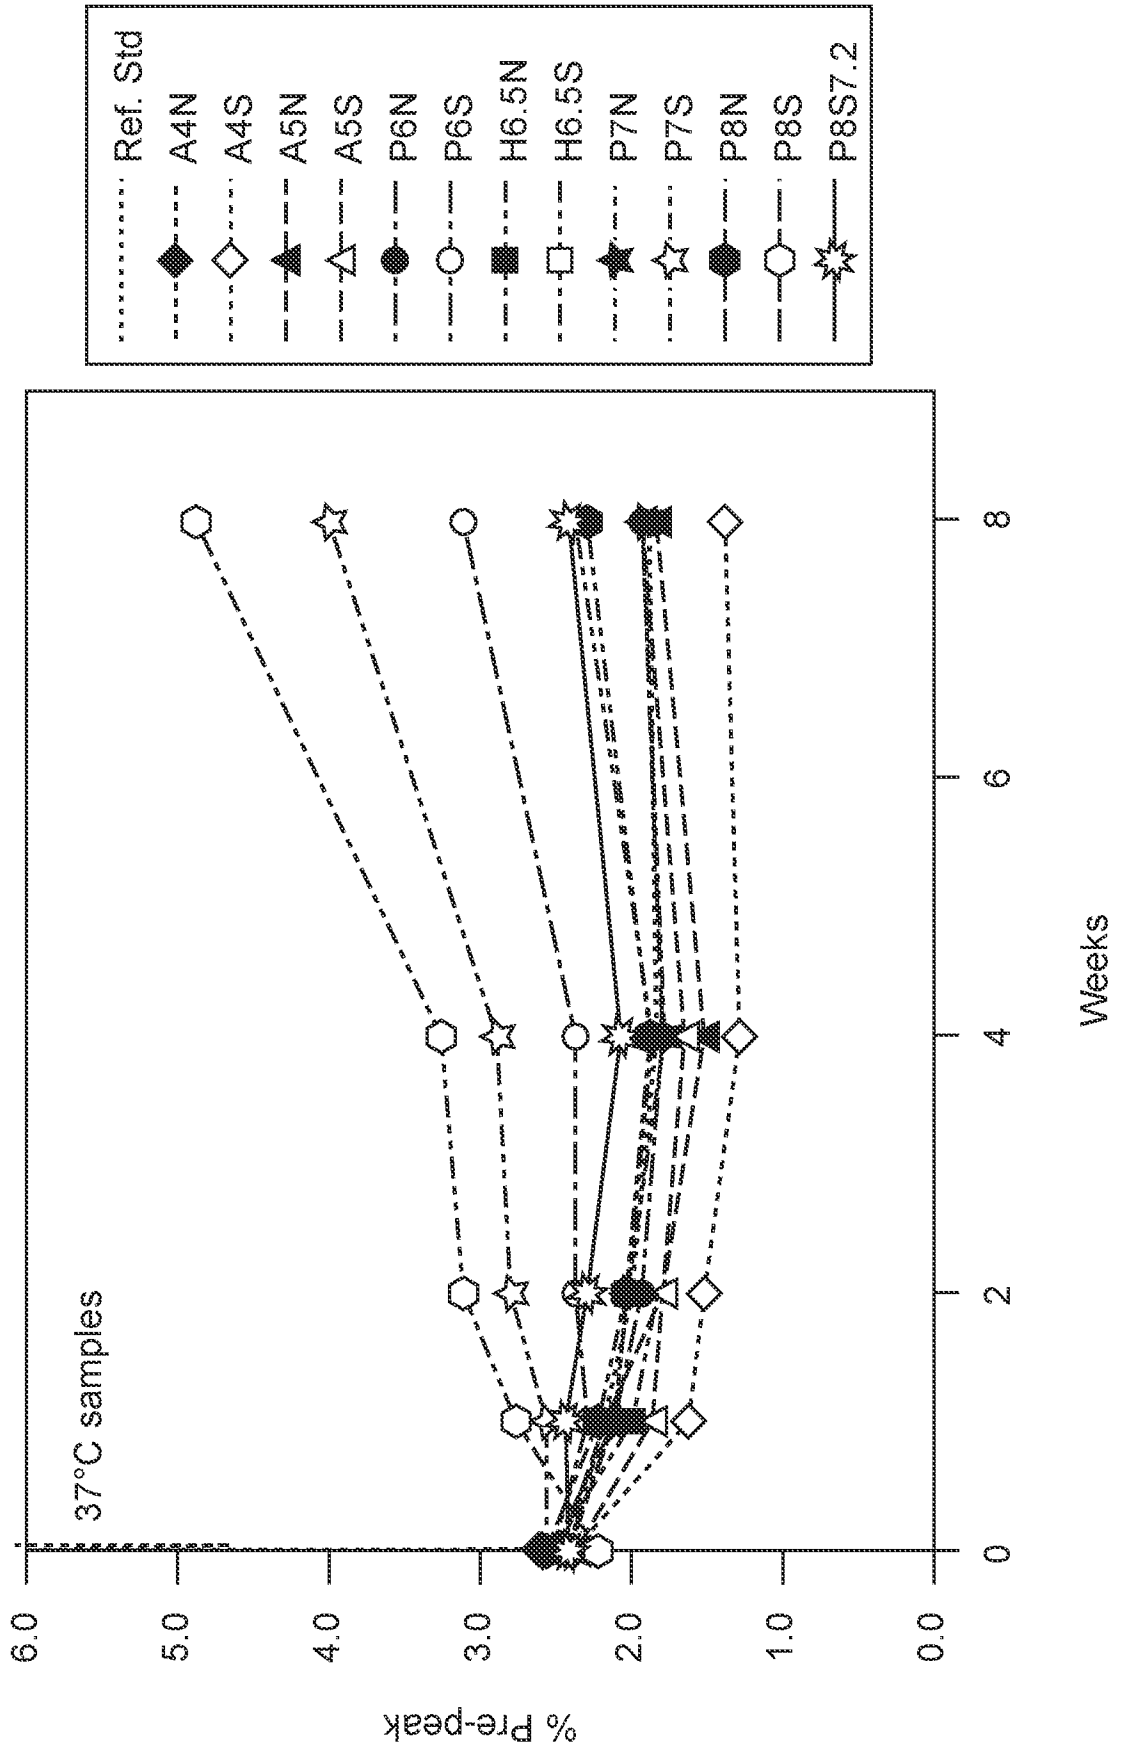 37°C samples
% Pre-peak
6.0
5.0
4.0
3.0
2.0
1.0
0.0
0
2
4
6
8
Weeks
Ref. Std
A4N
A4S
A5N
A5S
P6N
P6S
H6.5N
H6.5S
P7N
P7S
P8N
P8S
P8S7.2